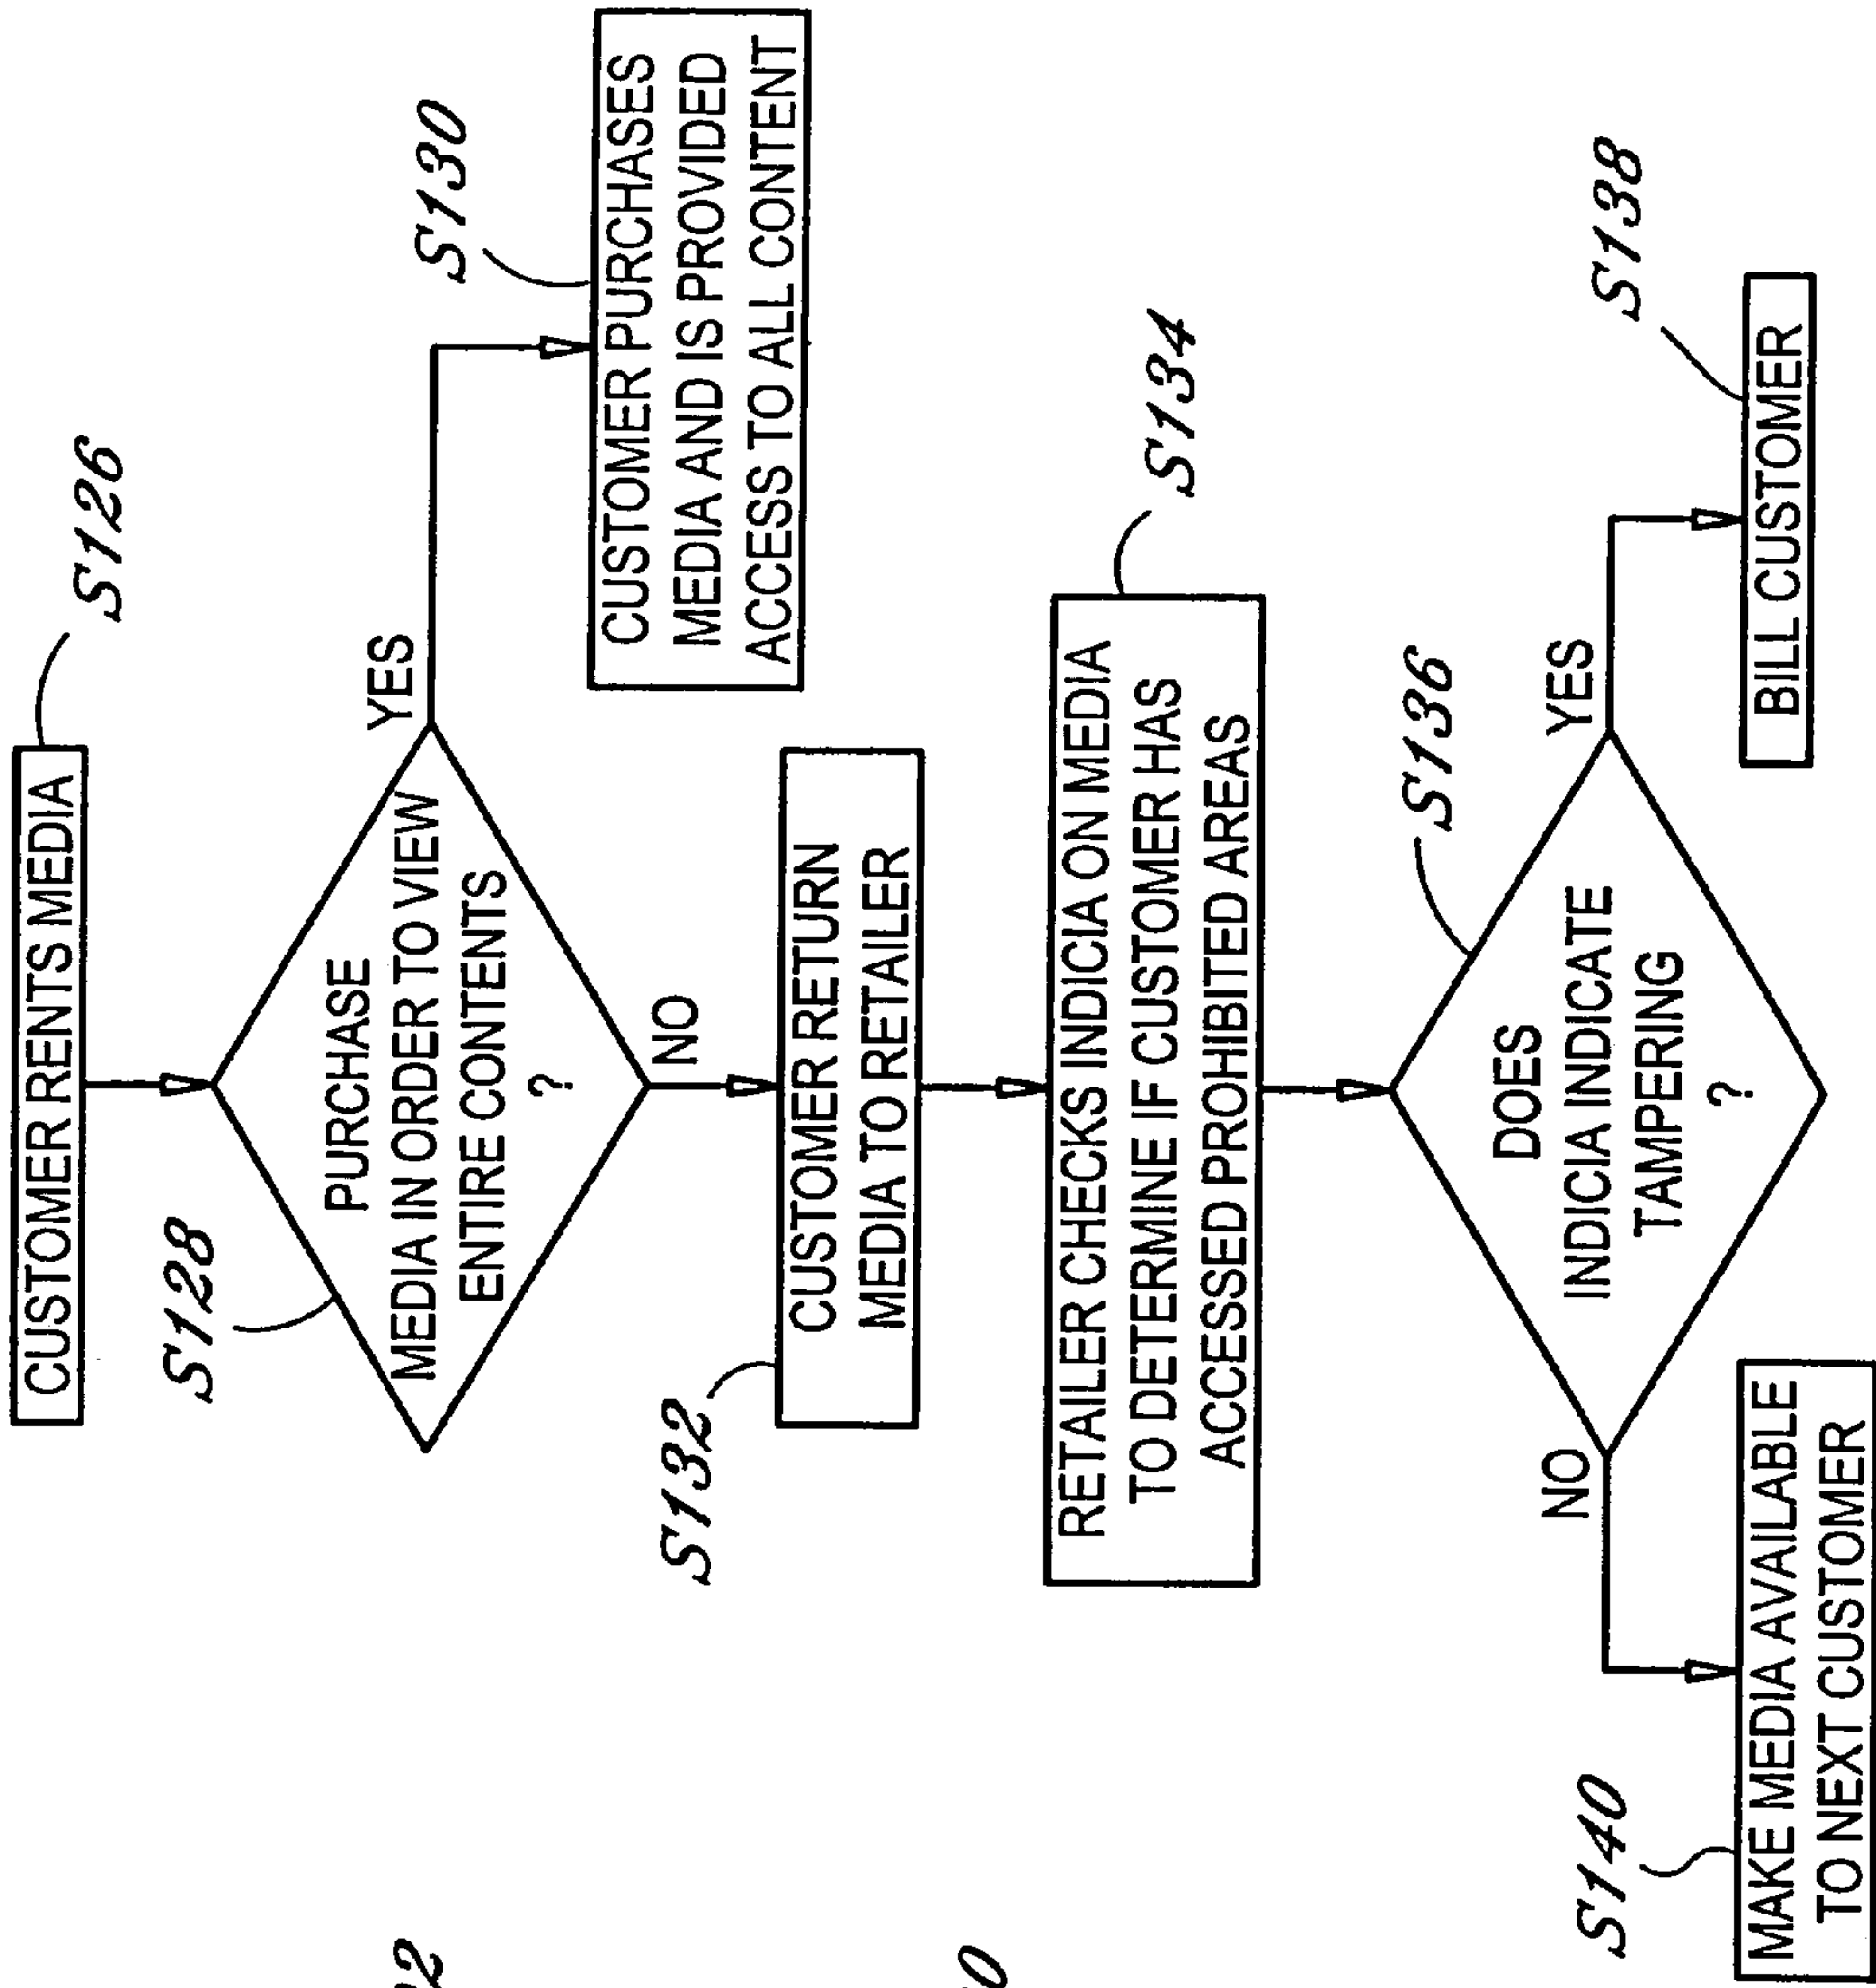 S126
CUSTOMER RENTS MEDIA
S128
PURCHASE
MEDIA IN ORDER TO VIEW
ENTIRE CONTENTS
?
YES
S130
CUSTOMER PURCHASES
MEDIA AND IS PROVIDED
ACCESS TO ALL CONTENT
NO
S132
CUSTOMER RETURN
MEDIA TO RETAILER
S134
RETAILER CHECKS INDICIA ON MEDIA
TO DETERMINE IF CUSTOMER HAS
ACCESSED PROHIBITED AREAS
S136
DOES
INDICIA INDICATE
TAMPERING
?
YES
S138
BILL CUSTOMER
NO
S140
MAKE MEDIA AVAILABLE
TO NEXT CUSTOMER